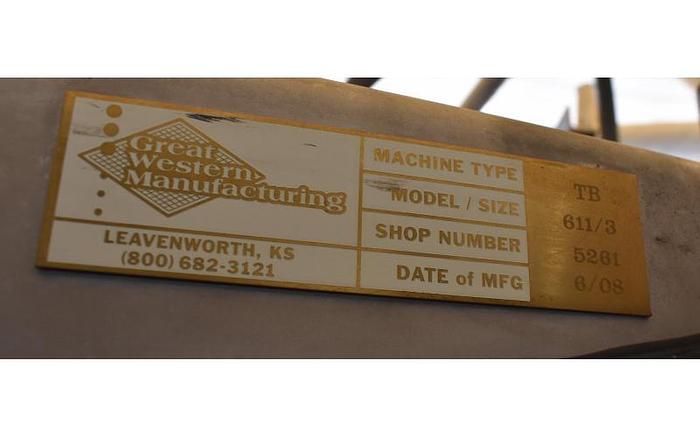 Great
Western
Manufacturing
LEAVENWORTH, KS
(800) 682-3121
MACHINE TYPE TB
MODEL / SIZE 611/3
SHOP NUMBER 5261
DATE of MFG 6/08